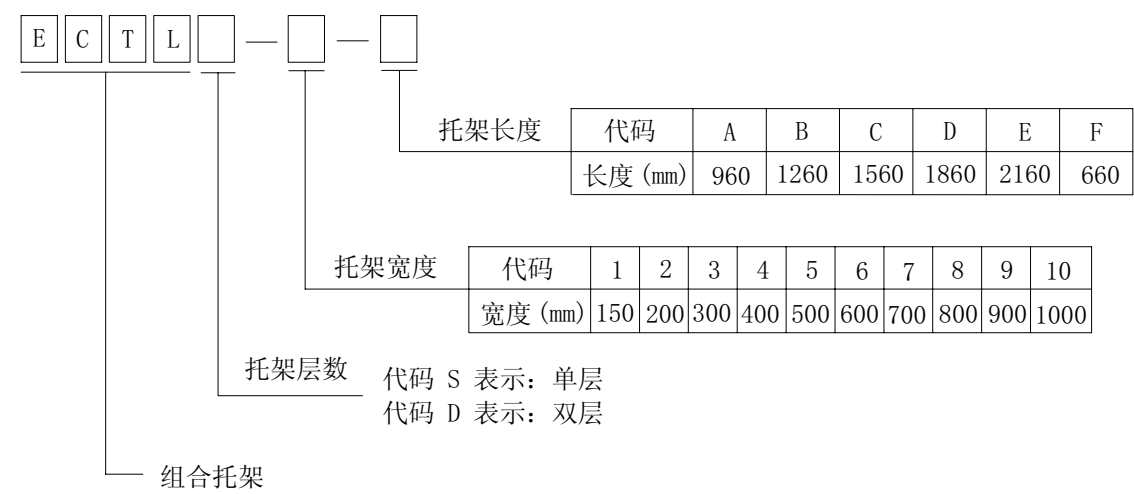 E C T L □ — □ — □
托架长度 代码 A B C D E F
长度(mm) 960 1260 1560 1860 2160 660
托架宽度 代码 1 2 3 4 5 6 7 8 9 10
宽度(mm) 150 200 300 400 500 600 700 800 900 1000
托架层数 代码 S 表示: 单层
代码 D 表示: 双层
组合托架